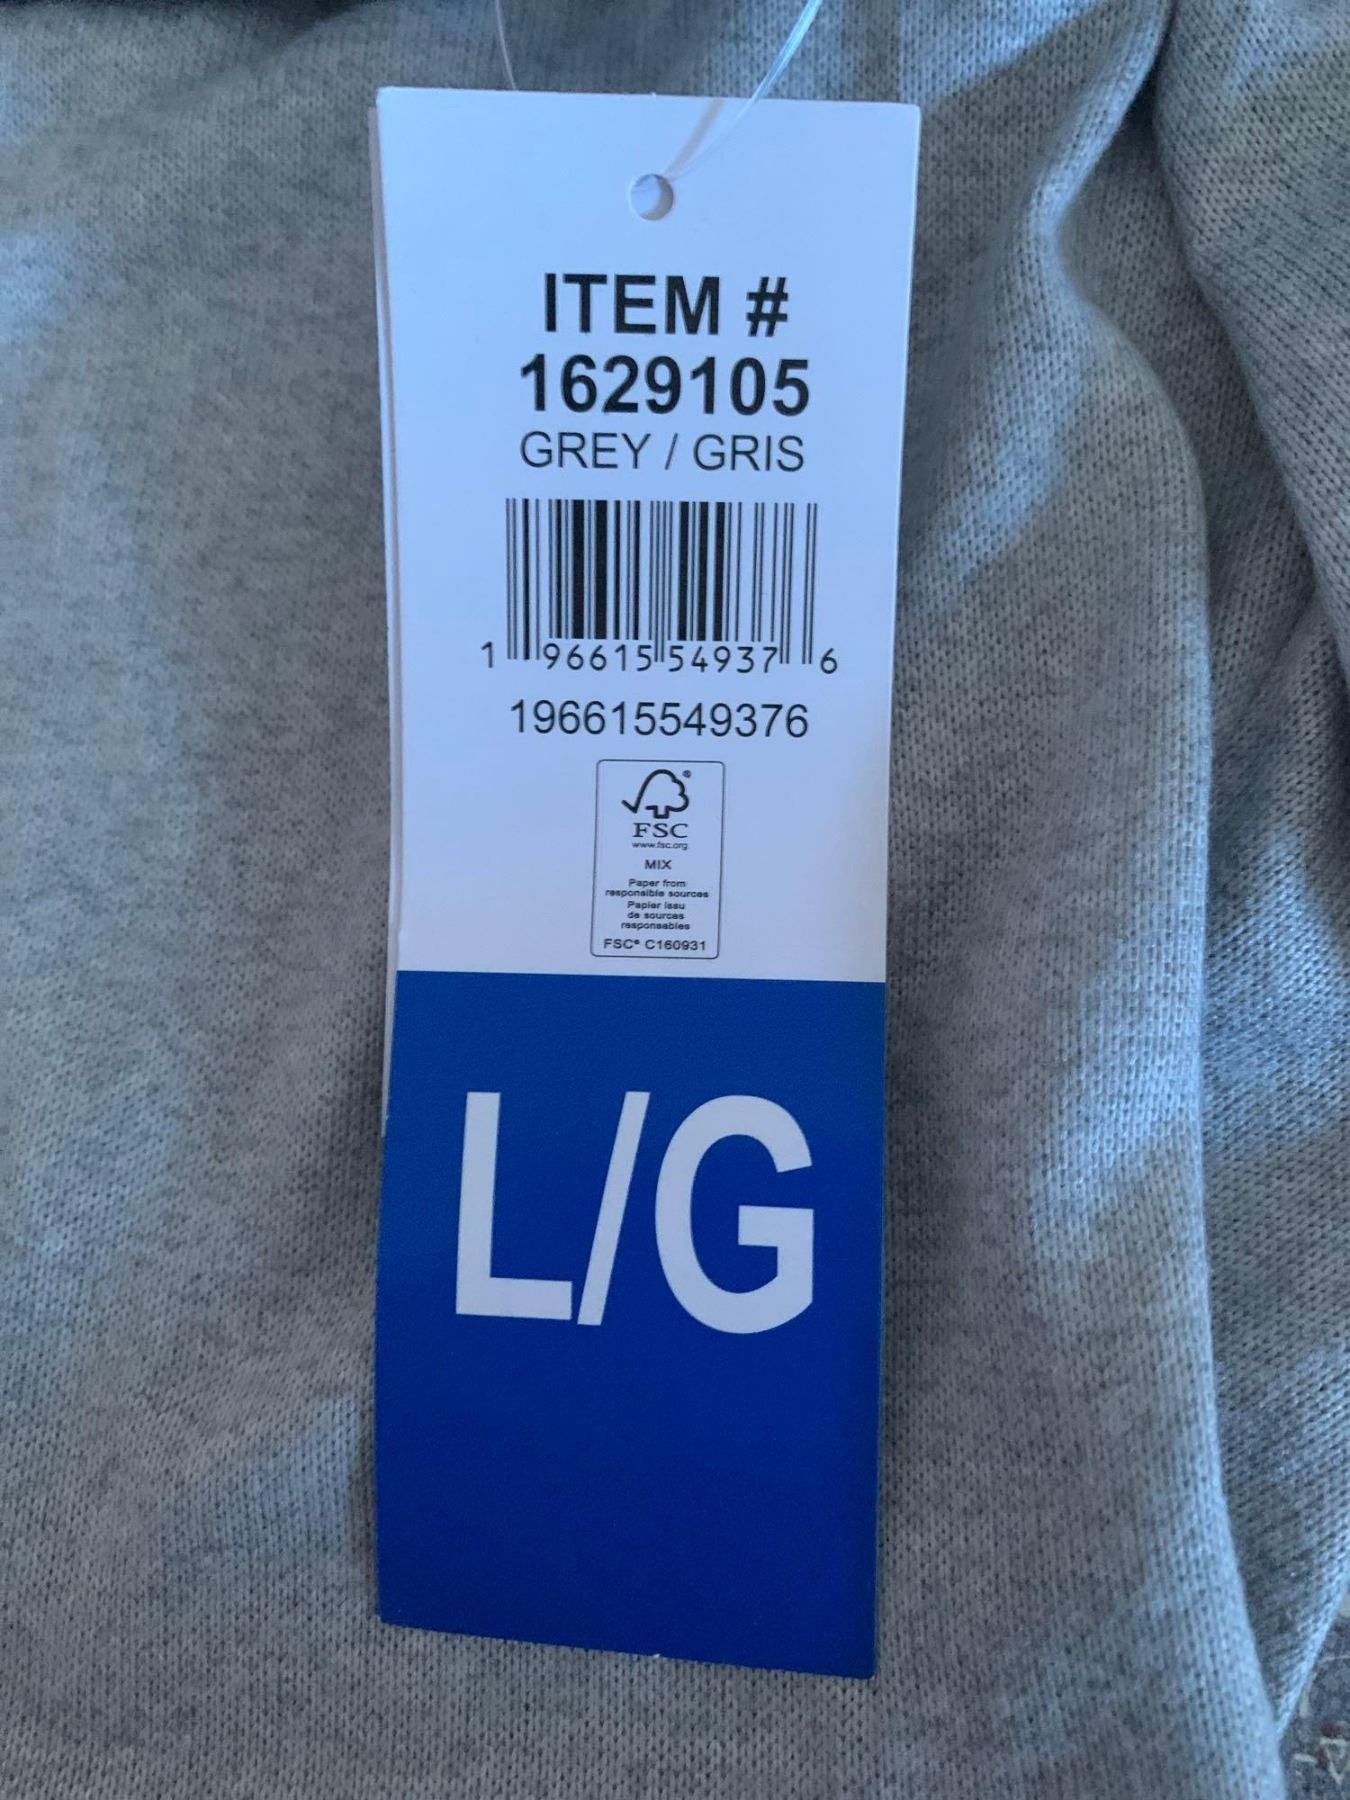 ITEM #
1629105
GREY / GRIS
1 96615 54937 6
196615549376
FSC
www.fsc.org
MIX
Paper from
responsible sources
Papier issu
de sources
responsables
FSC® C160931
L/G